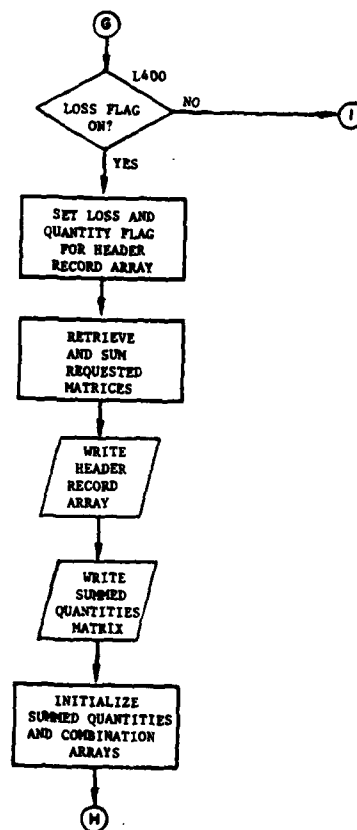 G
L400
LOSS FLAG
ON?
NO
I
YES
SET LOSS AND
QUANTITY FLAG
FOR HEADER
RECORD ARRAY
RETRIEVE
AND SUM
REQUESTED
MATRICES
WRITE
HEADER
RECORD
ARRAY
WRITE
SUMMED
QUANTITIES
MATRIX
INITIALIZE
SUMMED QUANTITIES
AND COMBINATION
ARRAYS
H